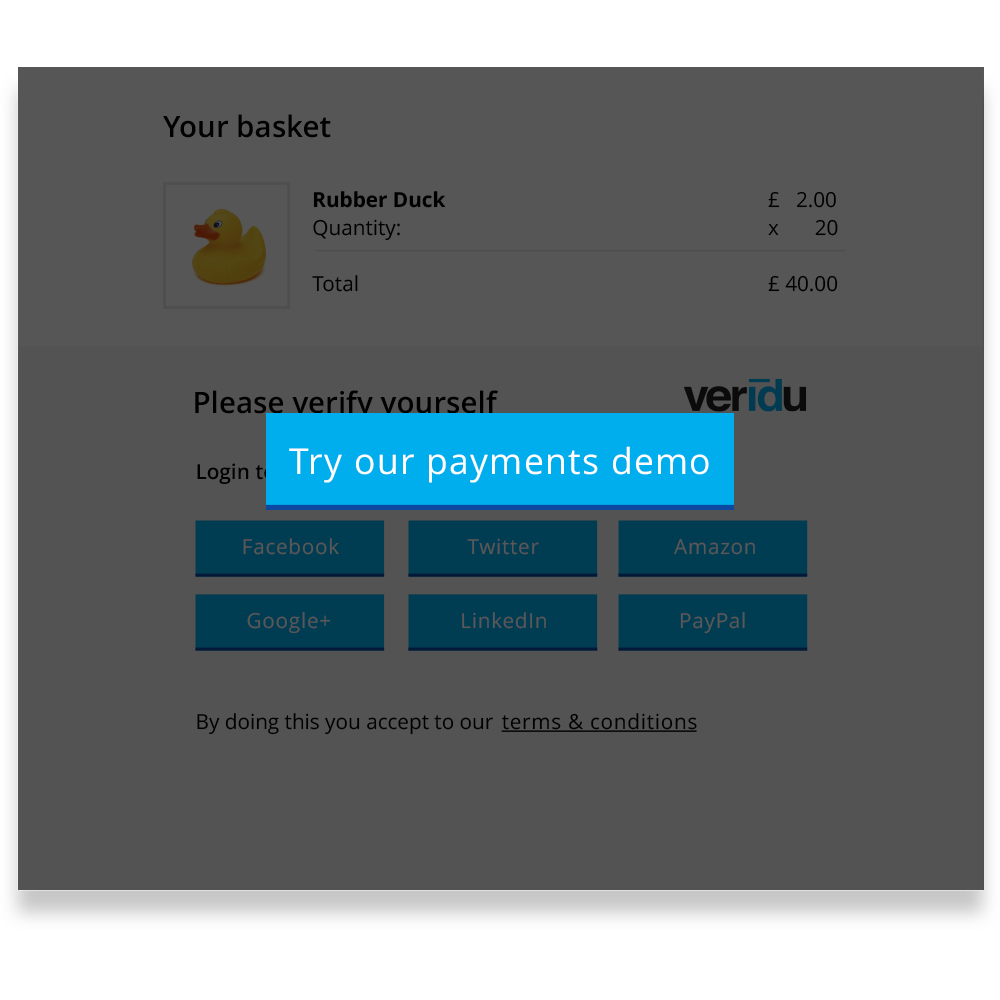 Your basket
Rubber Duck £ 2.00
Quantity: x 20
Total £ 40.00
Please verify yourself
veridu
Try our payments demo
Login
Facebook Twitter Amazon
Google+ LinkedIn PayPal
By doing this you accept to our terms & conditions